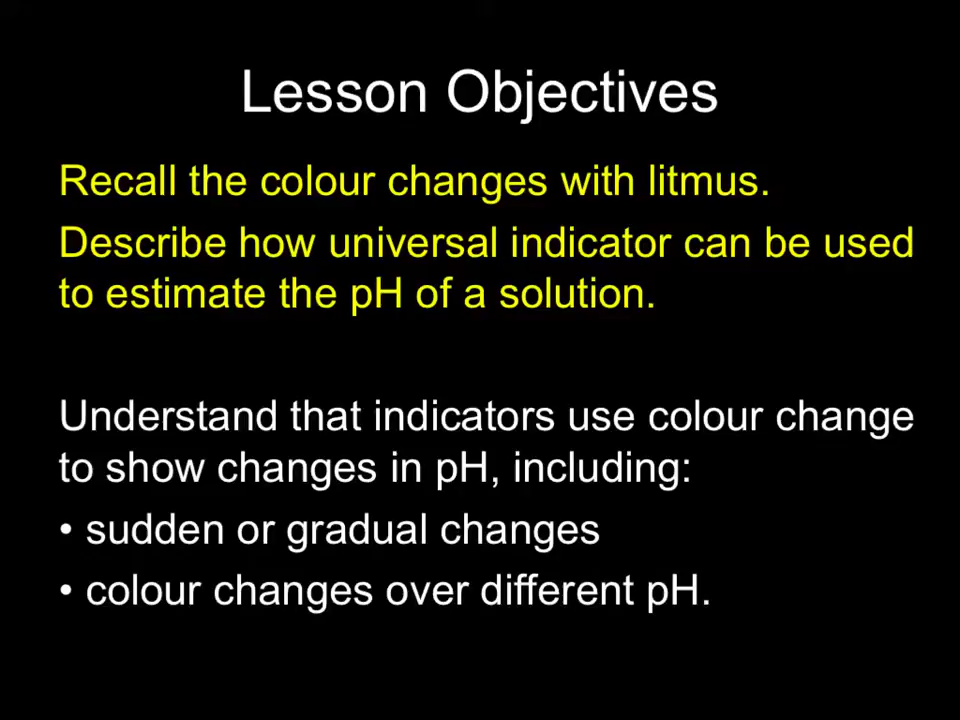 Lesson Objectives
Recall the colour changes with litmus.
Describe how universal indicator can be used
to estimate the pH of a solution.
Understand that indicators use colour change
to show changes in pH, including:
• sudden or gradual changes
• colour changes over different pH.